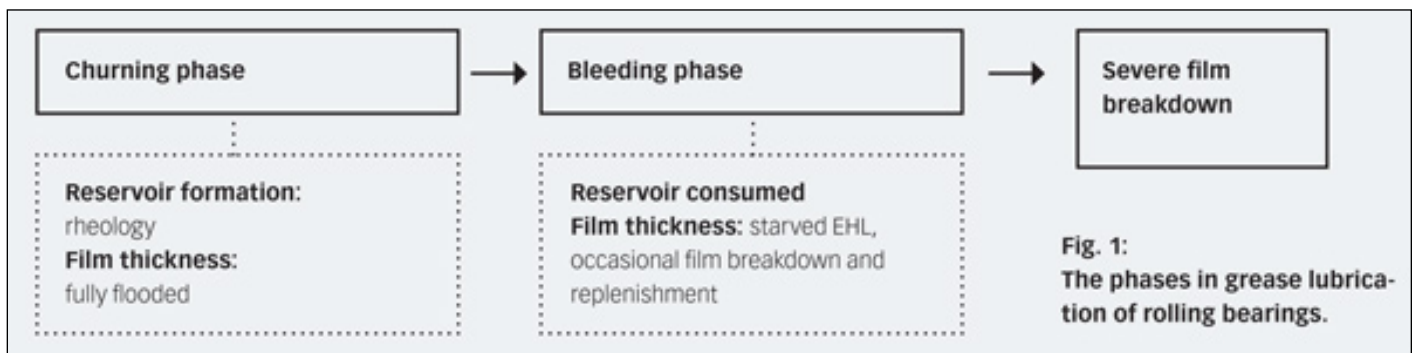 Churning phase
Bleeding phase
Severe film
breakdown
Reservoir formation:
rheology
Film thickness:
fully flooded
Reservoir consumed
Film thickness: starved EHL,
occasional film breakdown and
replenishment
Fig. 1:
The phases in grease lubrica-
tion of rolling bearings.